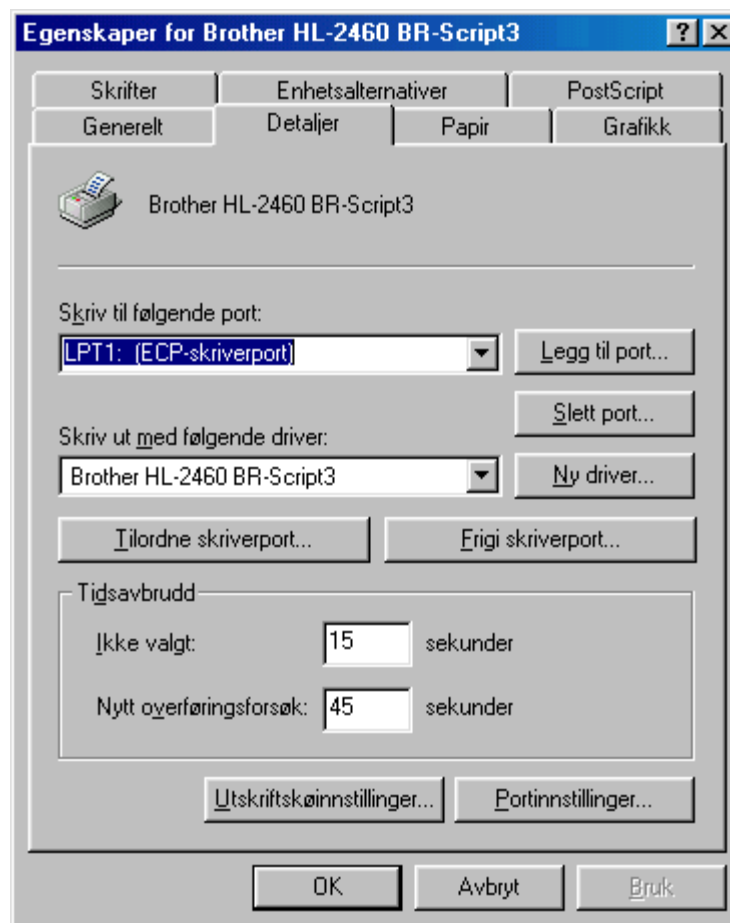 Egenskaper for Brother HL-2460 BR-Script3
Skrifter Enhetsalternativer PostScript
Generelt Detaljer Papir Grafikk
Brother HL-2460 BR-Script3
Skriv til følgende port:
LPT1: (ECP-skriverport) Legg til port...
Slett port...
Skriv ut med følgende driver:
Brother HL-2460 BR-Script3 Ny driver...
Tilordne skriverport... Frigi skriverport...
Tidsavbrudd
Ikke valgt: 15 sekunder
Nytt overføringsforsøk: 45 sekunder
Utskriftskøinnstillinger... Portinnstillinger...
OK Avbryt Bruk